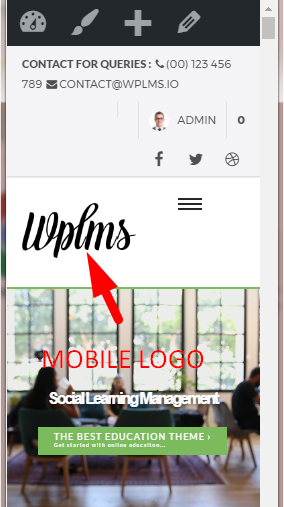 CONTACT FOR QUERIES : (00) 123 456
789 CONTACT@WPLMS.IO
ADMIN 0
Wplms
MOBILE LOGO
Social Learning Management
THE BEST EDUCATION THEME ›
Get started with online educaiton...